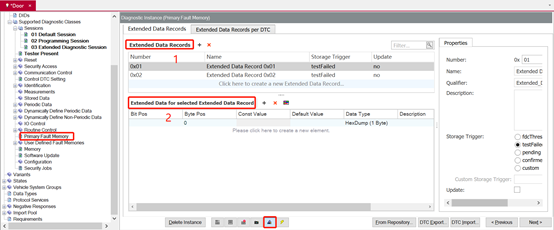 *Door
DIDs
Supported Diagnostic Classes
Sessions
01 Default Session
02 Programming Session
03 Extended Diagnostic Session
Tester Present
Reset
Security Access
Communication Control
Control DTC Setting
Identification
Measurements
Stored Data
Periodic Data
Dynamically Define Periodic Data
Dynamically Define Non-Periodic Data
IO Control
Routine Control
Primary Fault Memory
User Defined Fault Memories
Memory
Software Update
Configuration
Security Jobs
Variants
States
Vehicle System Groups
Data Types
Protocol Services
Negative Responses
Import Pool
Requirements
Diagnostic Instance (Primary Fault Memory)
Extended Data Records
Extended Data Records per DTC
Extended Data Records + ×
Filter...
1
Number Name Storage Trigger Update
0x01 Extended Data Record 0x01 testFailed no
0x02 Extended Data Record 0x02 testFailed no
Click here to create a new Extended Data Record...
Extended Data for selected Extended Data Record + ×
2
Bit Pos Byte Pos Const Value Default Value Data Type Description
0 HexDump (1 Byte)
Please click here to create a new element.
Properties
Number: 0x 01
Name: Extended D
Qualifier: Extended_D
Description:
Storage Trigger: fdcThres
testFailed
pending
confirmed
custom
Custom Storage Trigger:
Update:
Delete Instance
From Repository...
DTC Export...
DTC Import...
< Previous
Next >